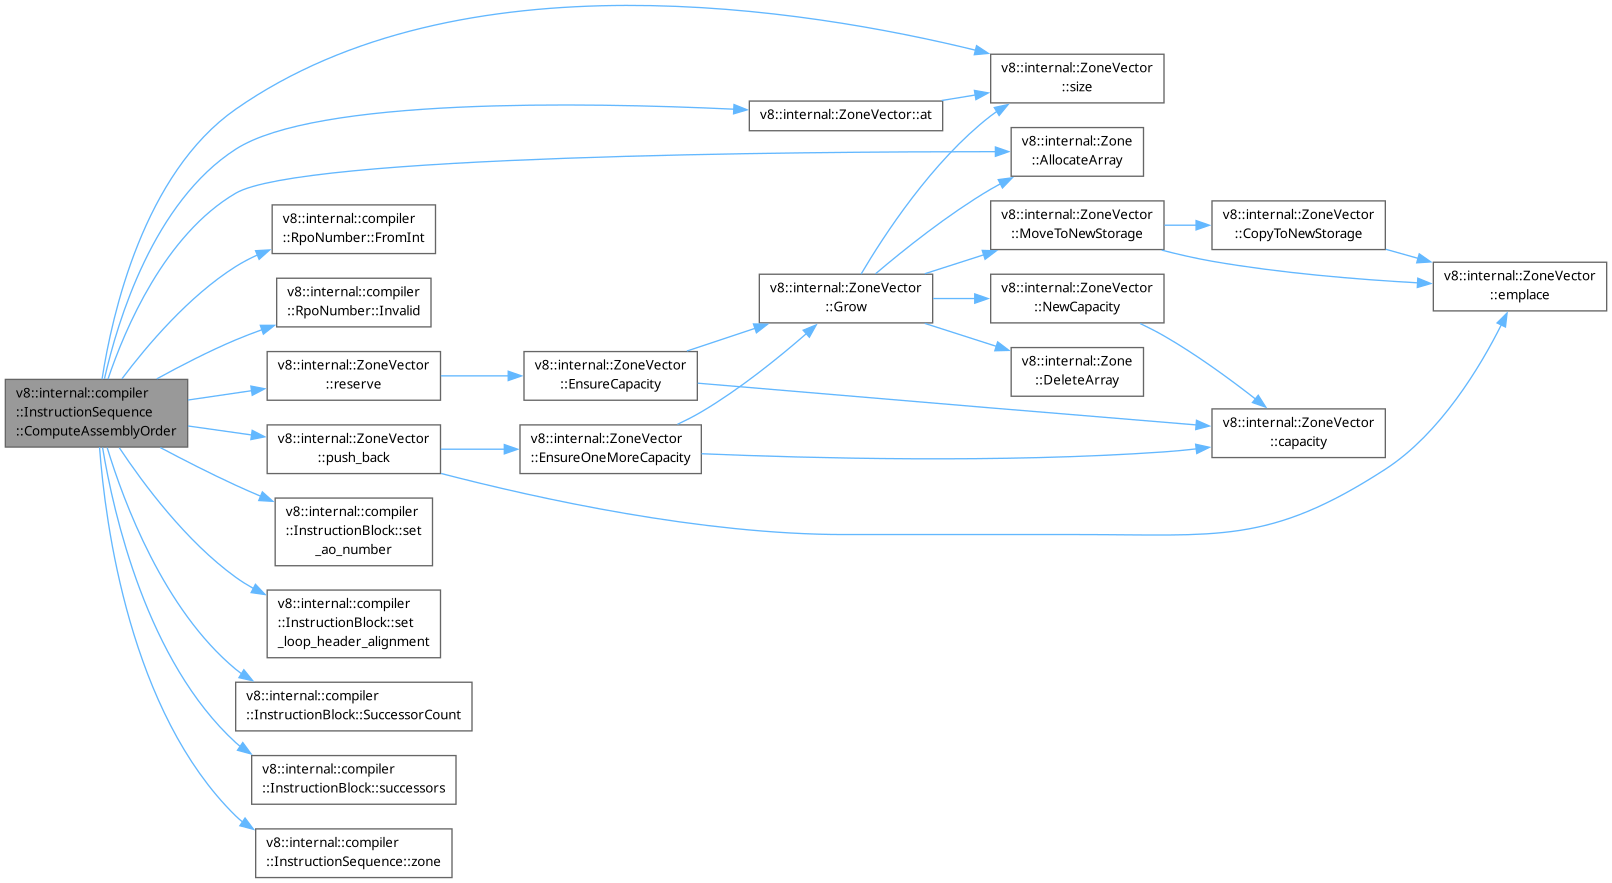 v8::internal::compiler
::InstructionSequence
::ComputeAssemblyOrder
v8::internal::ZoneVector
::size
v8::internal::ZoneVector::at
v8::internal::Zone
::AllocateArray
v8::internal::compiler
::RpoNumber::FromInt
v8::internal::compiler
::RpoNumber::Invalid
v8::internal::ZoneVector
::reserve
v8::internal::ZoneVector
::EnsureCapacity
v8::internal::ZoneVector
::Grow
v8::internal::ZoneVector
::MoveToNewStorage
v8::internal::ZoneVector
::CopyToNewStorage
v8::internal::ZoneVector
::emplace
v8::internal::ZoneVector
::NewCapacity
v8::internal::Zone
::DeleteArray
v8::internal::ZoneVector
::capacity
v8::internal::ZoneVector
::push_back
v8::internal::ZoneVector
::EnsureOneMoreCapacity
v8::internal::compiler
::InstructionBlock::set
_ao_number
v8::internal::compiler
::InstructionBlock::set
_loop_header_alignment
v8::internal::compiler
::InstructionBlock::SuccessorCount
v8::internal::compiler
::InstructionBlock::successors
v8::internal::compiler
::InstructionSequence::zone